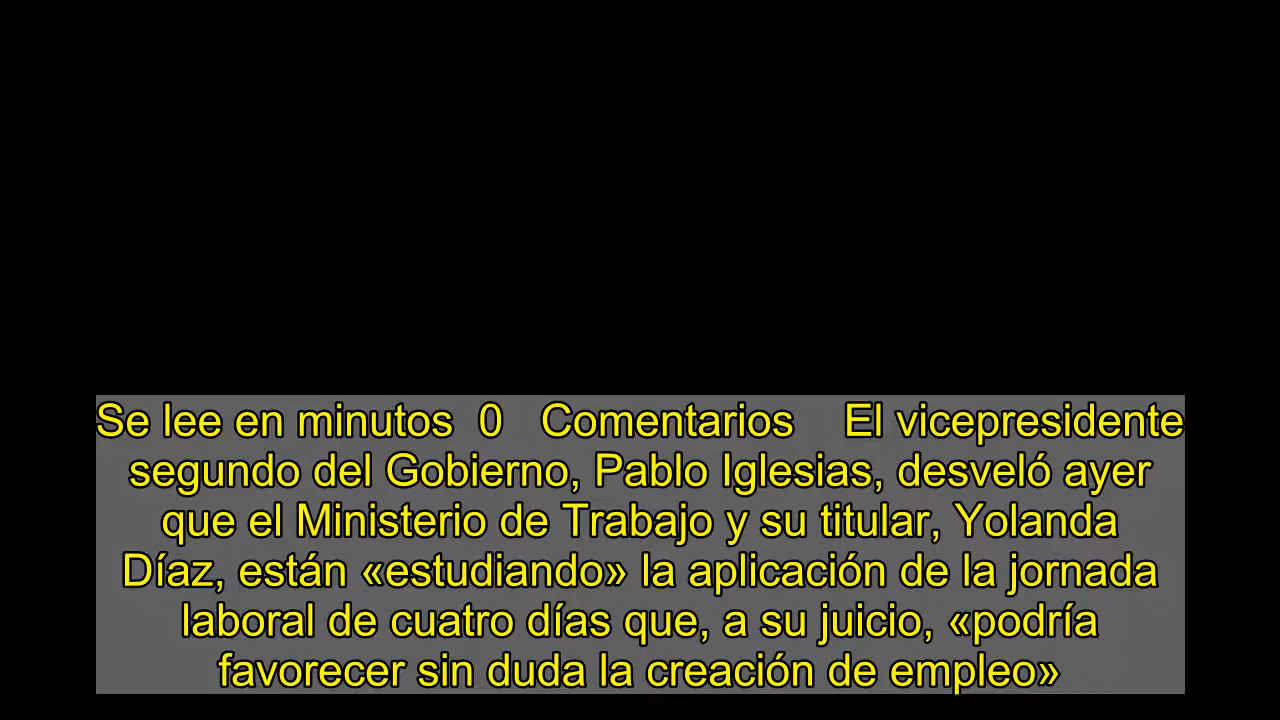 Se lee en minutos  0   Comentarios    El vicepresidente
segundo del Gobierno, Pablo Iglesias, desveló ayer
que el Ministerio de Trabajo y su titular, Yolanda
Díaz, están «estudiando» la aplicación de la jornada
laboral de cuatro días que, a su juicio, «podría
favorecer sin duda la creación de empleo»